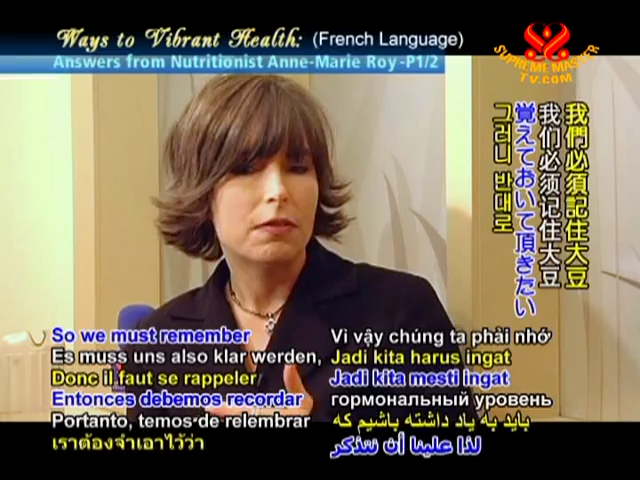 Ways to Vibrant Health: (French Language)
Answers from Nutritionist Anne-Marie Roy -P1/2
SUPREME MASTER
TV.COM
我們必須記住大豆
我们必须记住大豆
覚えておいて頂きたい
그러니 반대로
So we must remember
Es muss uns also klar werden,
Donc il faut se rappeler
Entonces debemos recordar
Portanto, temos de relembrar
เราต้องจำเอาไว้ว่า
Vì vậy chúng ta phải nhớ
Jadi kita harus ingat
Jadi kita mesti ingat
гормональный уровень
باید به یاد داشته باشیم که
لذا علينا أن نتذكر